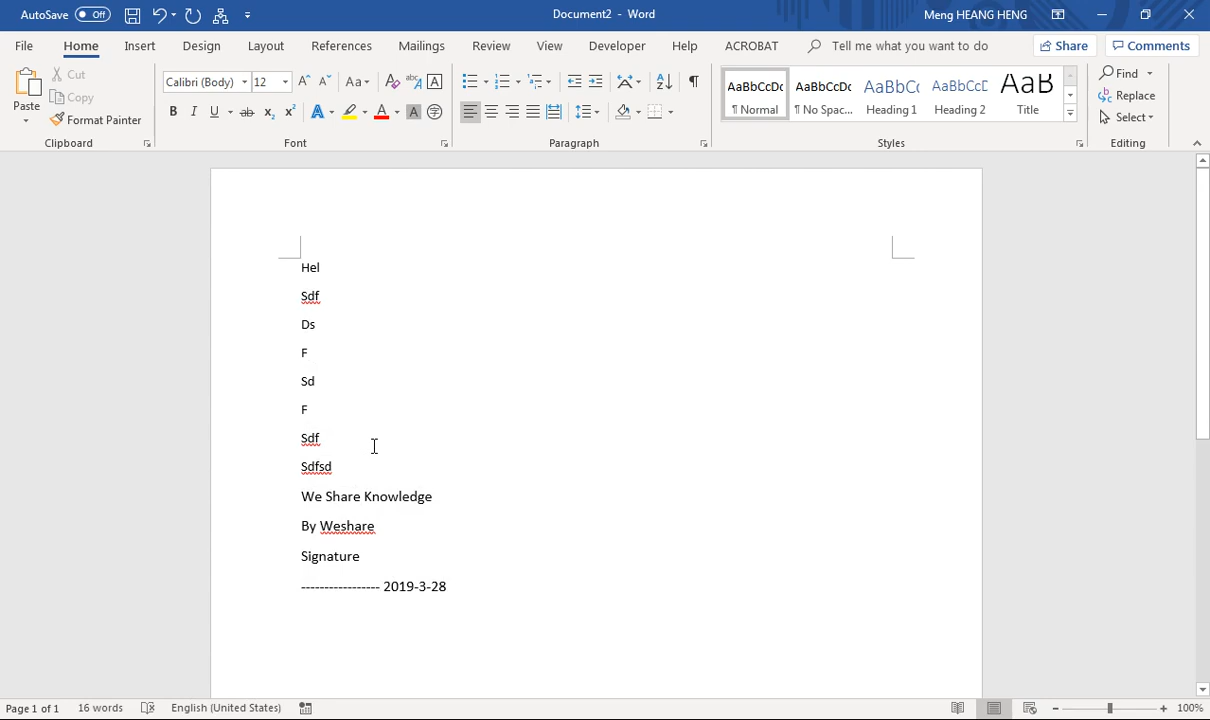 AutoSave Off Document2 - Word Meng HEANG HENG
File Home Insert Design Layout References Mailings Review View Developer Help ACROBAT Tell me what you want to do Share Comments
Paste
Cut
Copy
Format Painter
Clipboard
Calibri (Body) 12
Font
Paragraph
AaBbCcDc AaBbCcDc AaBbC AaBbCcD AaB
¶ Normal ¶ No Spac... Heading 1 Heading 2 Title
Styles
Find
Replace
Select
Editing
Hel
Sdf
Ds
F
Sd
F
Sdf
Sdfsd
We Share Knowledge
By Weshare
Signature
----------------- 2019-3-28
Page 1 of 1 16 words English (United States) 100%